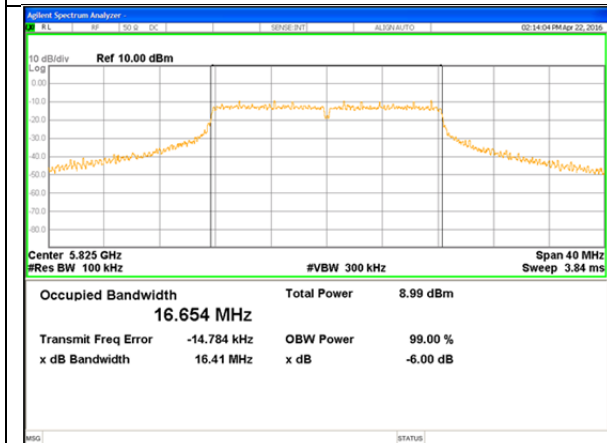 Agilent Spectrum Analyzer -
RL RF 50 Ω DC SENSE:INT ALIGN AUTO 02:14:04 PM Apr 22, 2016
10 dB/div Ref 10.00 dBm
Log
0.00
-10.0
-20.0
-30.0
-40.0
-50.0
-60.0
-70.0
-80.0
Center 5.825 GHz Span 40 MHz
#Res BW 100 kHz #VBW 300 kHz Sweep 3.84 ms
Occupied Bandwidth Total Power 8.99 dBm
16.654 MHz
Transmit Freq Error -14.784 kHz OBW Power 99.00 %
x dB Bandwidth 16.41 MHz x dB -6.00 dB
MSG STATUS